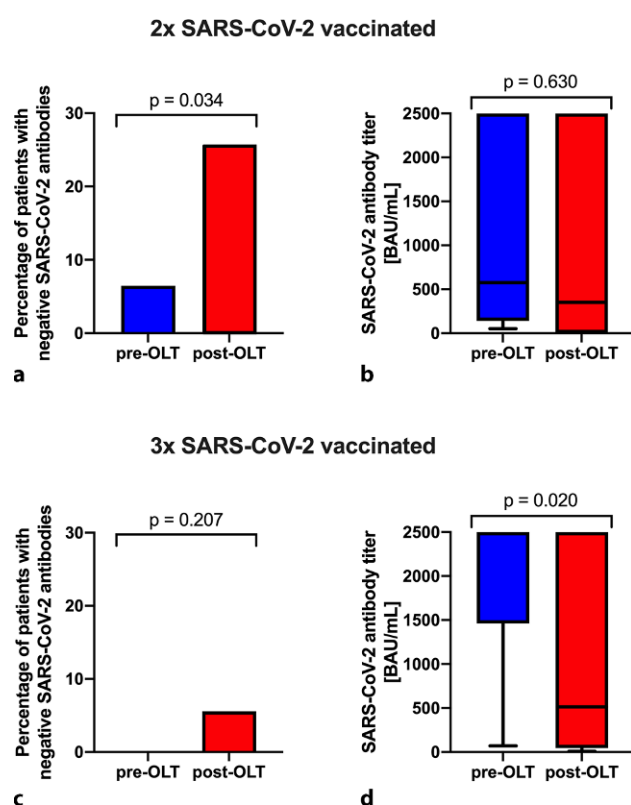 2x SARS-CoV-2 vaccinated
p = 0.034
Percentage of patients with
negative SARS-CoV-2 antibodies
30
20
10
0
pre-OLT post-OLT
a
p = 0.630
SARS-CoV-2 antibody titer
[BAU/mL]
2500
2000
1500
1000
500
0
pre-OLT post-OLT
b
3x SARS-CoV-2 vaccinated
p = 0.207
Percentage of patients with
negative SARS-CoV-2 antibodies
30
20
10
0
pre-OLT post-OLT
c
p = 0.020
SARS-CoV-2 antibody titer
[BAU/mL]
2500
2000
1500
1000
500
0
pre-OLT post-OLT
d